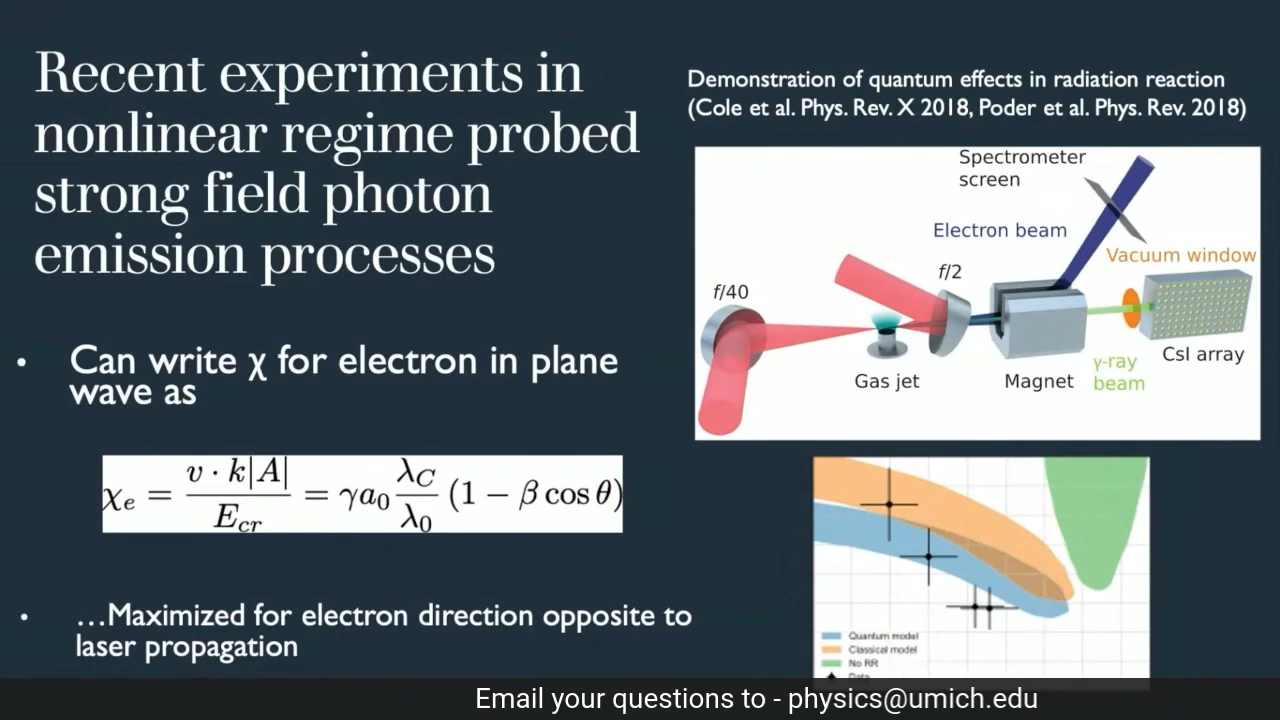 Recent experiments in
nonlinear regime probed
strong field photon
emission processes
• Can write χ for electron in plane
wave as
χₑ = v · k|A| / E_cr = γa₀ λ_C/λ₀ (1 − β cos θ)
• …Maximized for electron direction opposite to
laser propagation
Demonstration of quantum effects in radiation reaction
(Cole et al. Phys. Rev. X 2018, Poder et al. Phys. Rev. 2018)
Spectrometer
screen
Electron beam
Vacuum window
f/2
f/40
CsI array
γ-ray
beam
Gas jet
Magnet
Quantum model
Classical model
No RR
Data
Email your questions to - physics@umich.edu